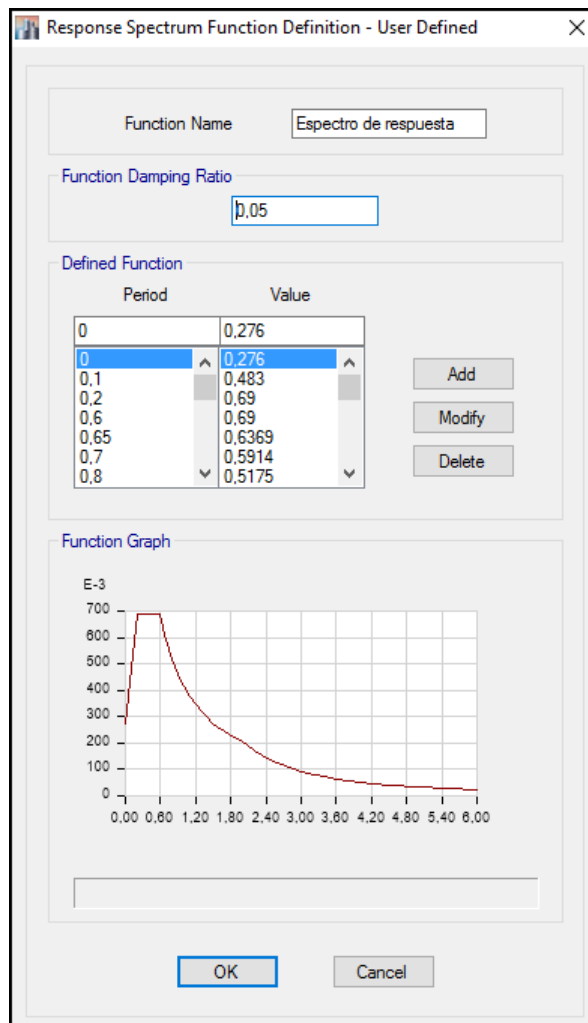 Response Spectrum Function Definition - User Defined
Function Name Espectro de respuesta
Function Damping Ratio
0,05
Defined Function
Period Value
0 0,276
0 0,276
0,1 0,483
0,2 0,69
0,6 0,69
0,65 0,6369
0,7 0,5914
0,8 0,5175
Add
Modify
Delete
Function Graph
E-3
700
600
500
400
300
200
100
0
0,00 0,60 1,20 1,80 2,40 3,00 3,60 4,20 4,80 5,40 6,00
OK Cancel